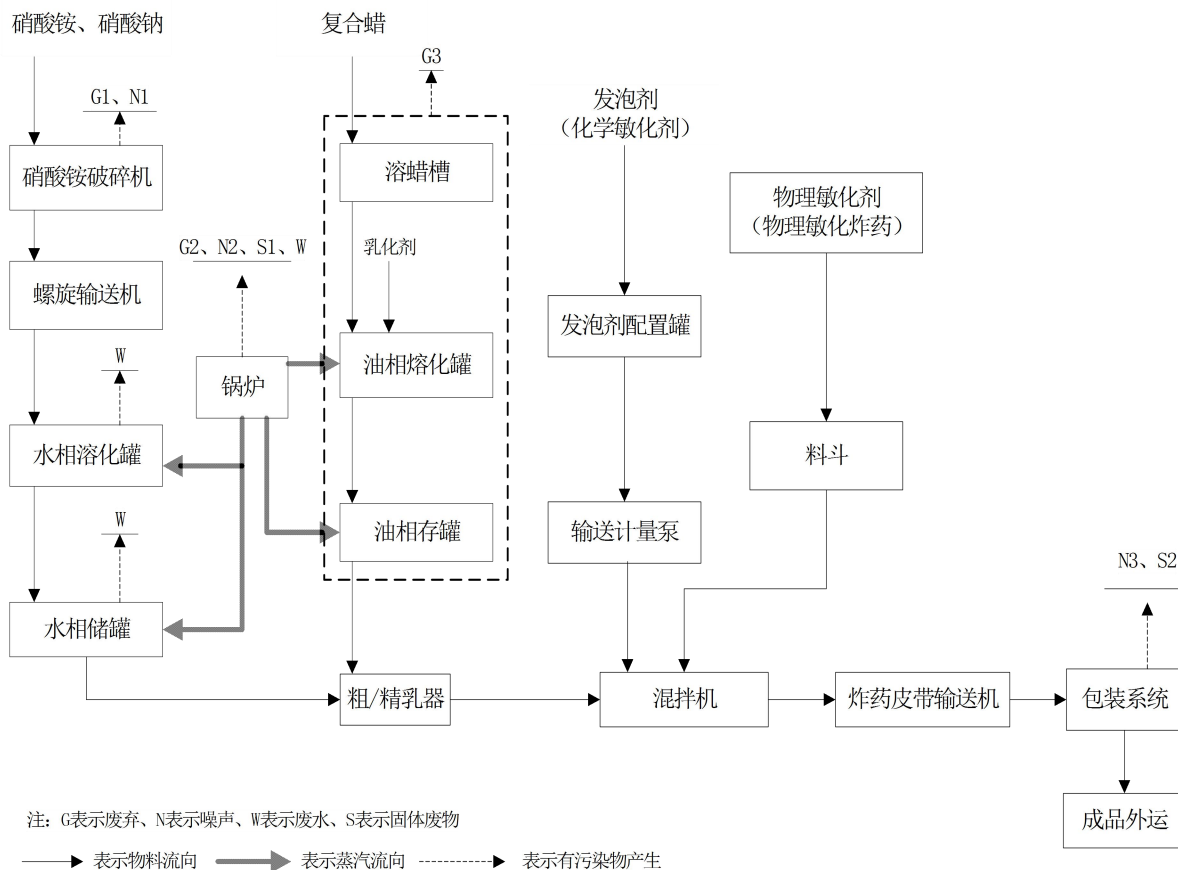 硝酸铵、硝酸钠
复合蜡
G3
G1、N1
发泡剂
（化学敏化剂）
硝酸铵破碎机
溶蜡槽
物理敏化剂
（物理敏化炸药）
G2、N2、S1、W
乳化剂
螺旋输送机
发泡剂配置罐
W
锅炉
油相熔化罐
水相溶化罐
料斗
W
油相存罐
输送计量泵
N3、S2
水相储罐
粗/精乳器
混拌机
炸药皮带输送机
包装系统
成品外运
注：G表示废弃、N表示噪声、W表示废水、S表示固体废物
表示物料流向
表示蒸汽流向
表示有污染物产生